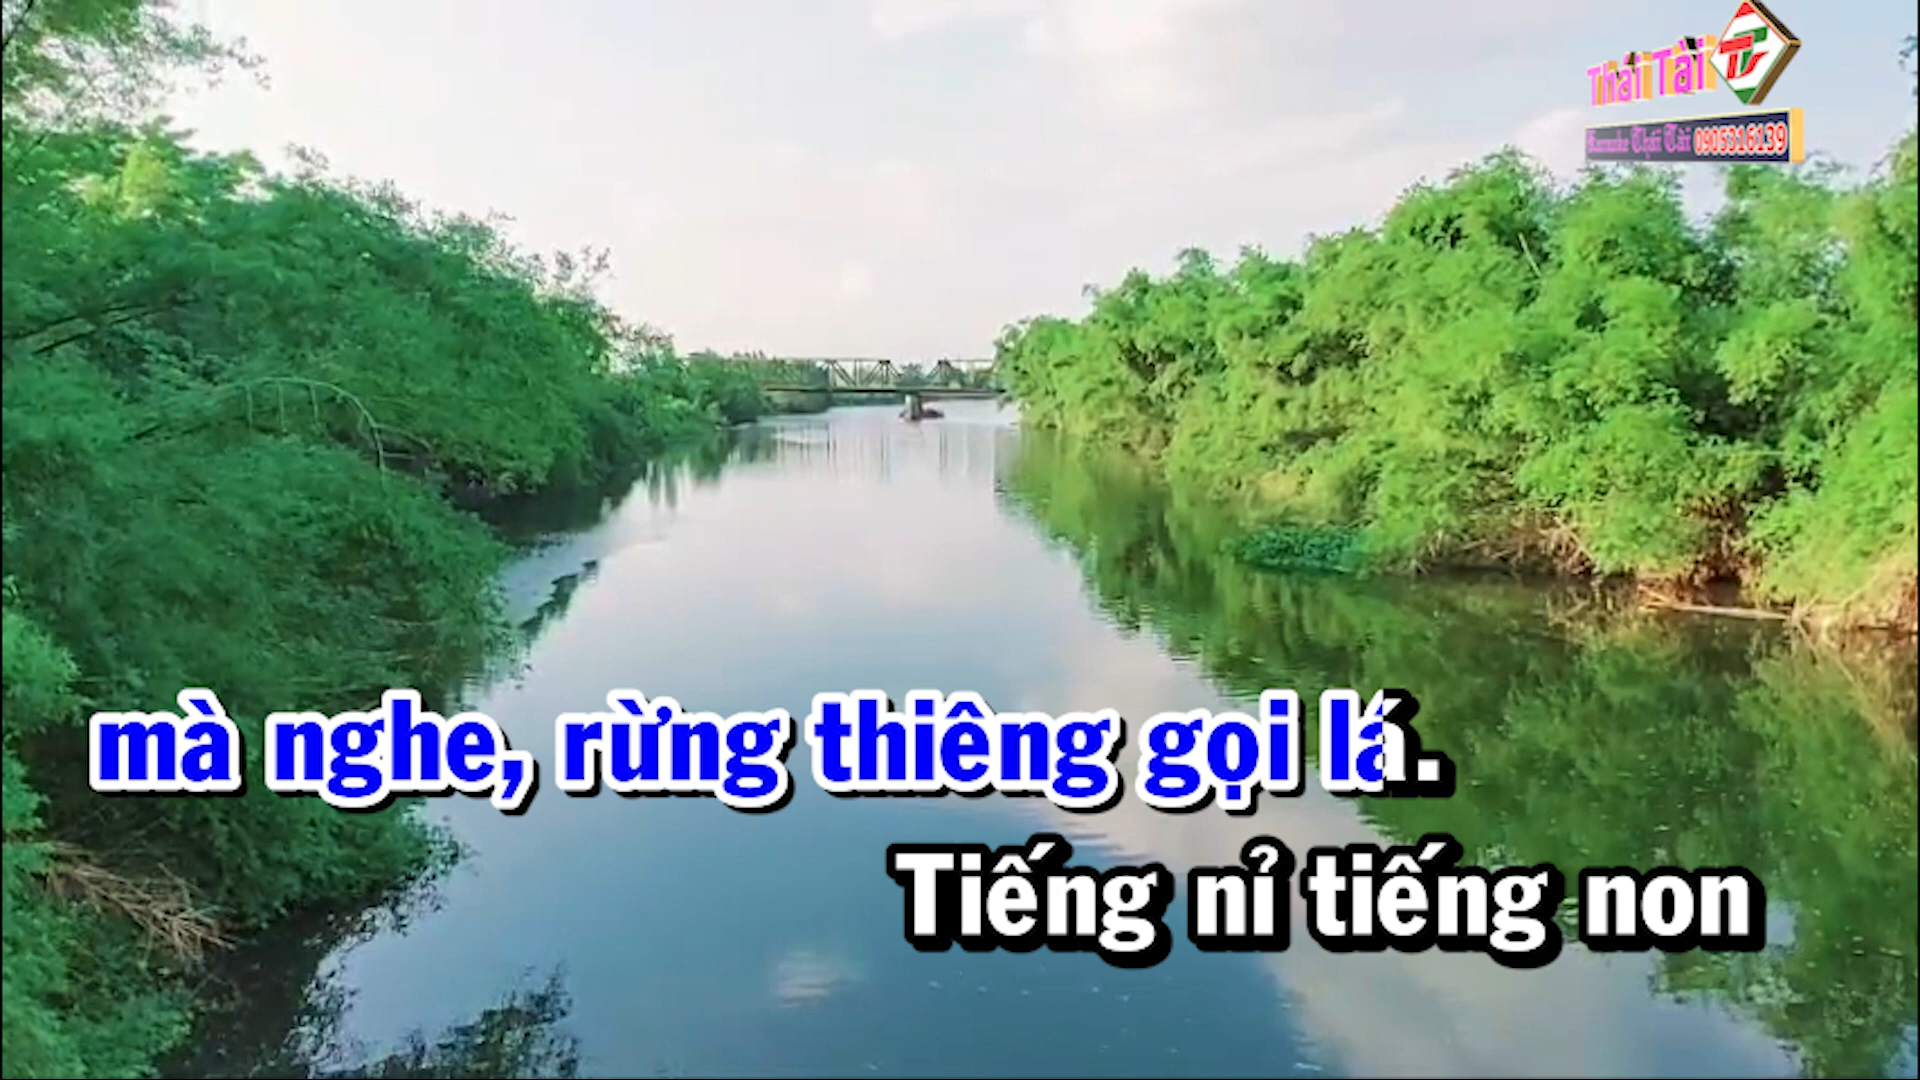 Thái Tài
Karaoke Thái Tài 0905316139
mà nghe, rừng thiêng gọi lá.
Tiếng nỉ tiếng non